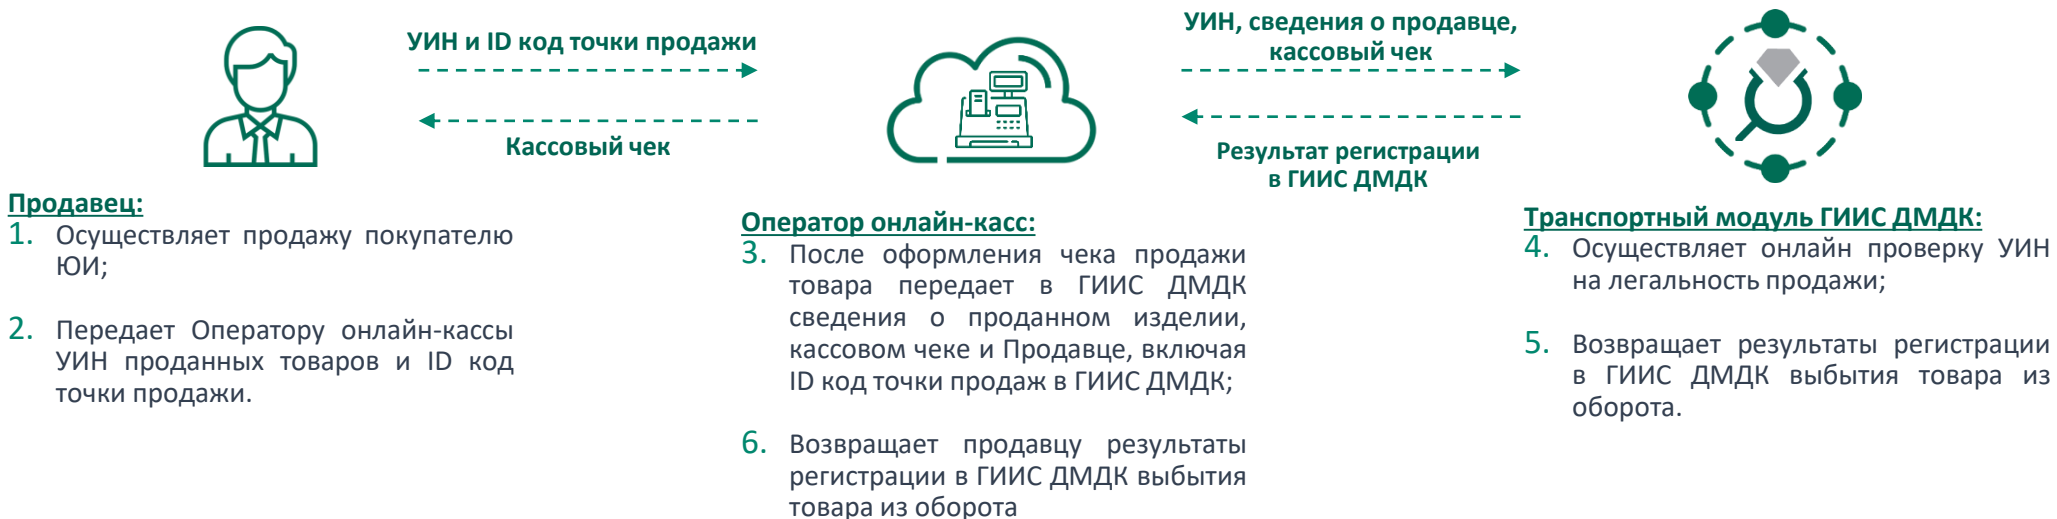 УИН и ID код точки продажи
Кассовый чек
УИН, сведения о продавце,
кассовый чек
Результат регистрации
в ГИИС ДМДК
Продавец:
1. Осуществляет продажу покупателю
ЮИ;
2. Передает Оператору онлайн-кассы
УИН проданных товаров и ID код
точки продажи.
Оператор онлайн-касс:
3. После оформления чека продажи
товара передает в ГИИС ДМДК
сведения о проданном изделии,
кассовом чеке и Продавце, включая
ID код точки продаж в ГИИС ДМДК;
6. Возвращает продавцу результаты
регистрации в ГИИС ДМДК выбытия
товара из оборота
Транспортный модуль ГИИС ДМДК:
4. Осуществляет онлайн проверку УИН
на легальность продажи;
5. Возвращает результаты регистрации
в ГИИС ДМДК выбытия товара из
оборота.